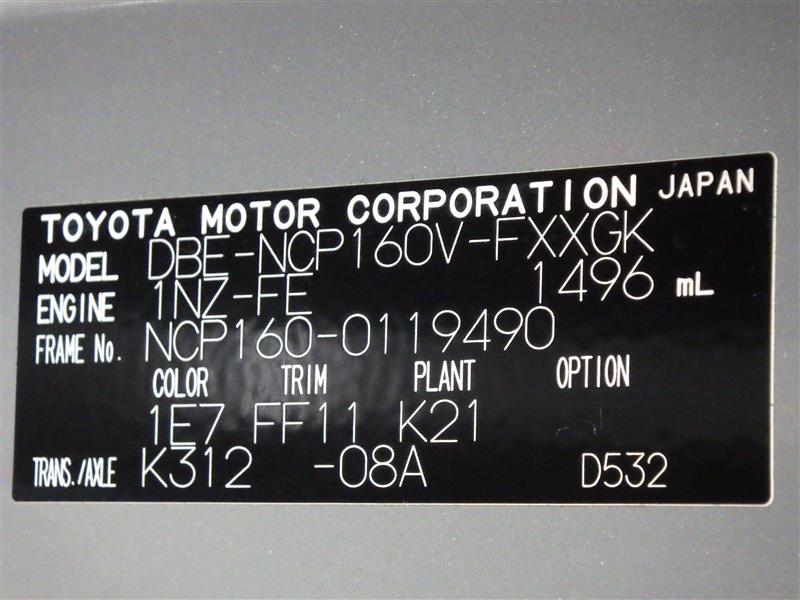 TOYOTA MOTOR CORPORATION JAPAN
MODEL DBE-NCP160V-FXXGK
ENGINE 1NZ-FE 1496 mL
FRAME No. NCP160-0119490
COLOR TRIM PLANT OPTION
1E7 FF11 K21
TRANS./AXLE K312 -08A D532